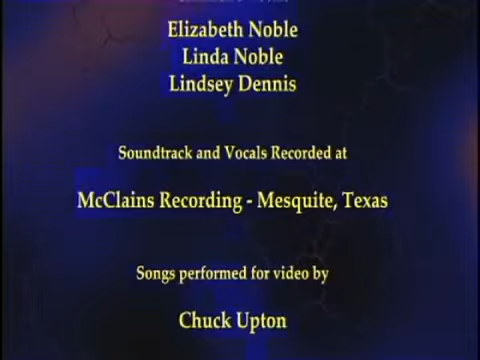 Elizabeth Noble
Linda Noble
Lindsey Dennis
Soundtrack and Vocals Recorded at
McClains Recording - Mesquite, Texas
Songs performed for video by
Chuck Upton